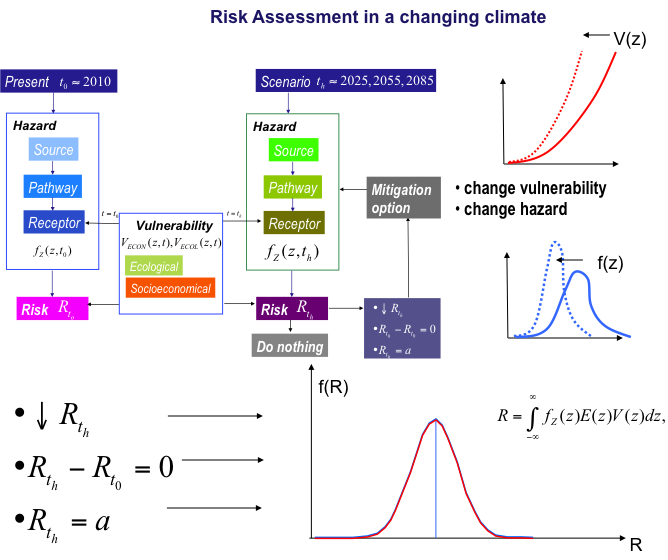 Risk Assessment in a changing climate
Present t₀ ≈ 2010
Scenario tₕ ≈ 2025, 2055, 2085
V(z)
Hazard
Source
Pathway
Receptor
f_Z(z,t₀)
Hazard
Source
Pathway
Receptor
f_Z(z,tₕ)
t = t₀
Vulnerability
V_ECON(z,t), V_ECOL(z,t)
Ecological
Socioeconomical
Mitigation
option
• change vulnerability
• change hazard
f(z)
Risk R_t₀
Risk R_tₕ
Do nothing
• R_tₕ − R_t₀ = 0
• R_tₕ = a
f(R)
• ↓ R_tₕ
• R_tₕ − R_t₀ = 0
• R_tₕ = a
R = ∫_{−∞}^{∞} f_Z(z)E(z)V(z)dz,
R